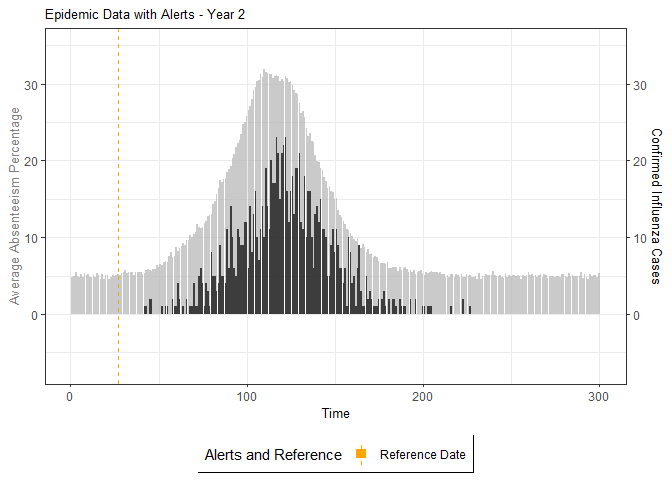 Epidemic Data with Alerts - Year 2
Average Absenteeism Percentage
30
20
10
0
30
20
10
0
Confirmed Influenza Cases
0
100
200
300
Time
Alerts and Reference
Reference Date